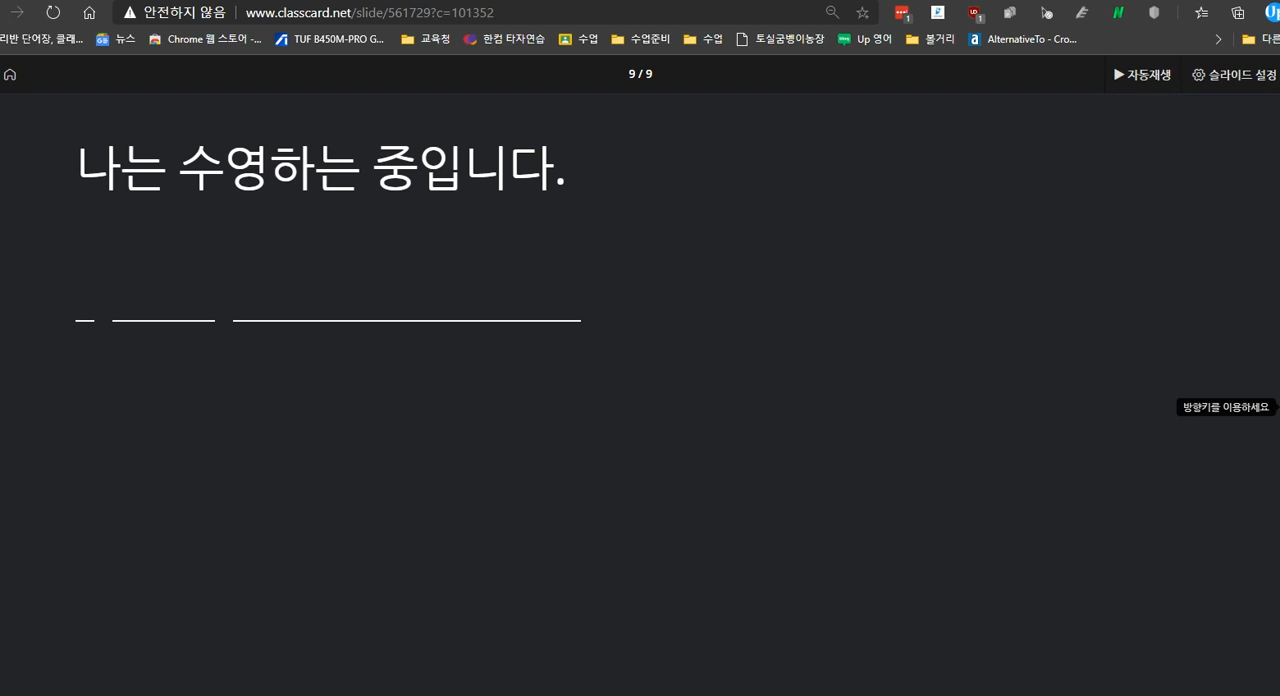 안전하지 않음 | www.classcard.net/slide/561729?c=101352
리반 단어장, 클래... 뉴스 Chrome 웹 스토어 -... TUF B450M-PRO G... 교육청 한컴 타자연습 수업 수업준비 수업 토실굼벵이농장 Up 영어 볼거리 AlternativeTo - Cro... 다른
9 / 9 ▶ 자동재생 슬라이드 설정
나는 수영하는 중입니다.
방향키를 이용하세요